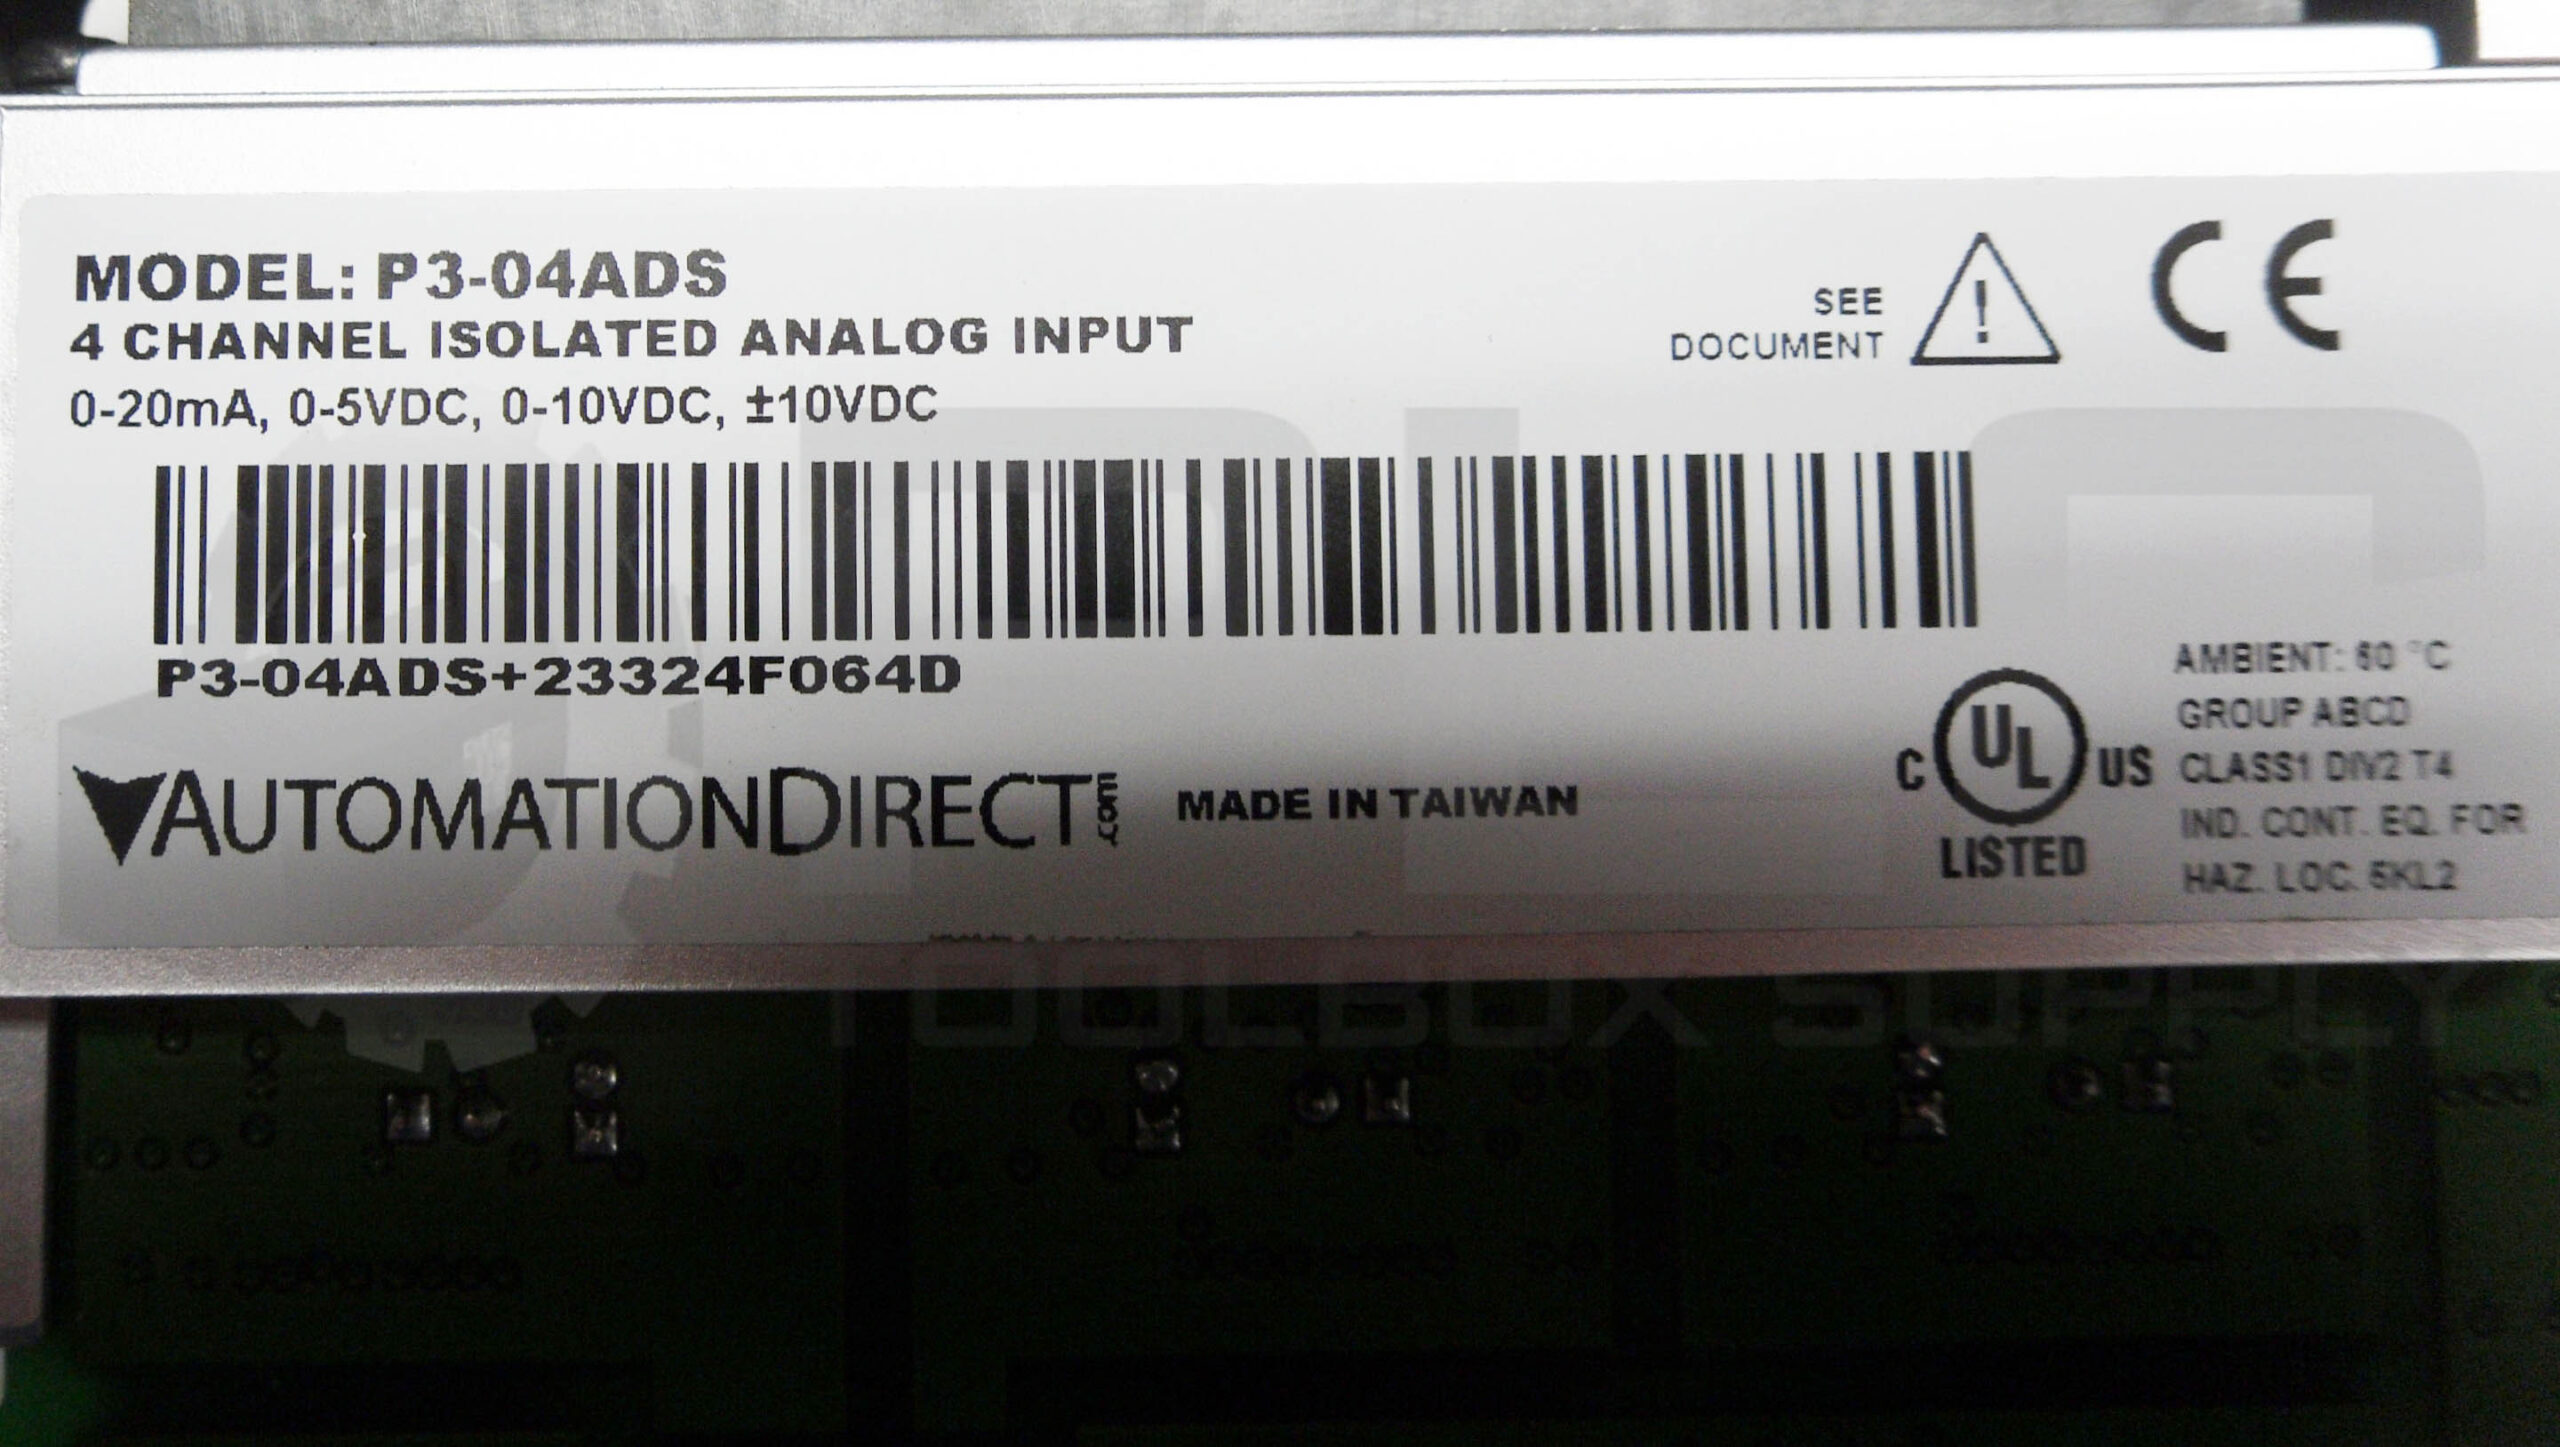 MODEL: P3-04ADS
4 CHANNEL ISOLATED ANALOG INPUT
0-20mA, 0-5VDC, 0-10VDC, ±10VDC
SEE
DOCUMENT
!
CE
P3-04ADS+23324F064D
AUTOMATIONDIRECT
MADE IN TAIWAN
C UL US
LISTED
AMBIENT: 60 °C
GROUP ABCD
CLASS1 DIV2 T4
IND. CONT. EQ. FOR
HAZ. LOC. 5KL2
TOOLBOX SUPPLY